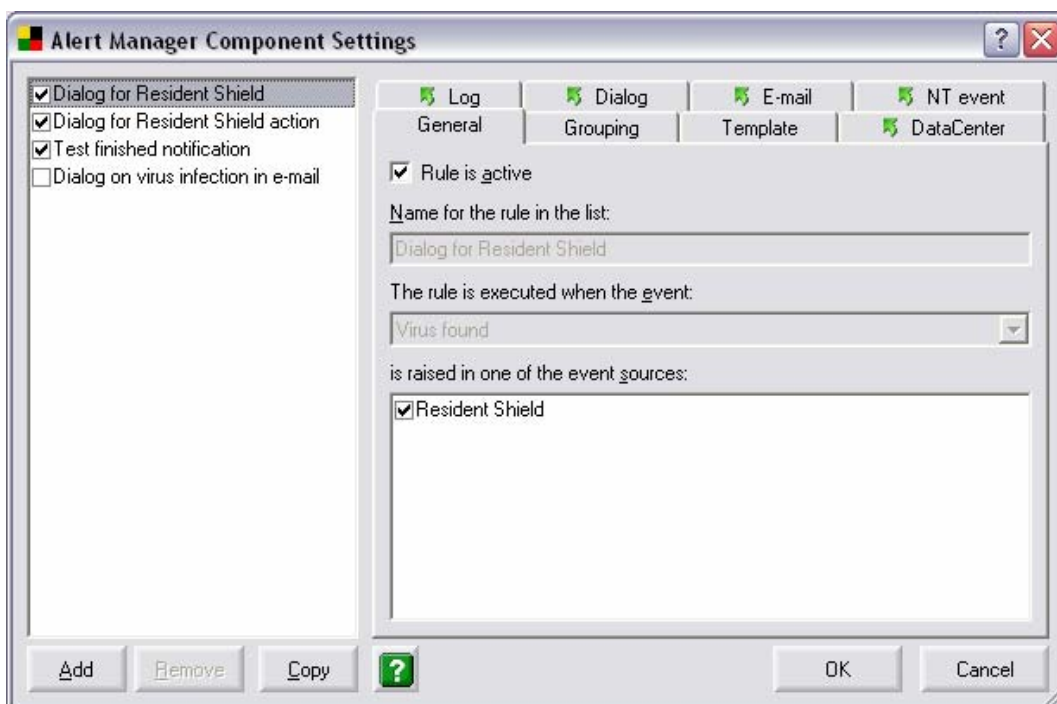 Alert Manager Component Settings
Dialog for Resident Shield
Dialog for Resident Shield action
Test finished notification
Dialog on virus infection in e-mail
Log Dialog E-mail NT event
General Grouping Template DataCenter
Rule is active
Name for the rule in the list:
Dialog for Resident Shield
The rule is executed when the event:
Virus found
is raised in one of the event sources:
Resident Shield
Add Remove Copy ? OK Cancel